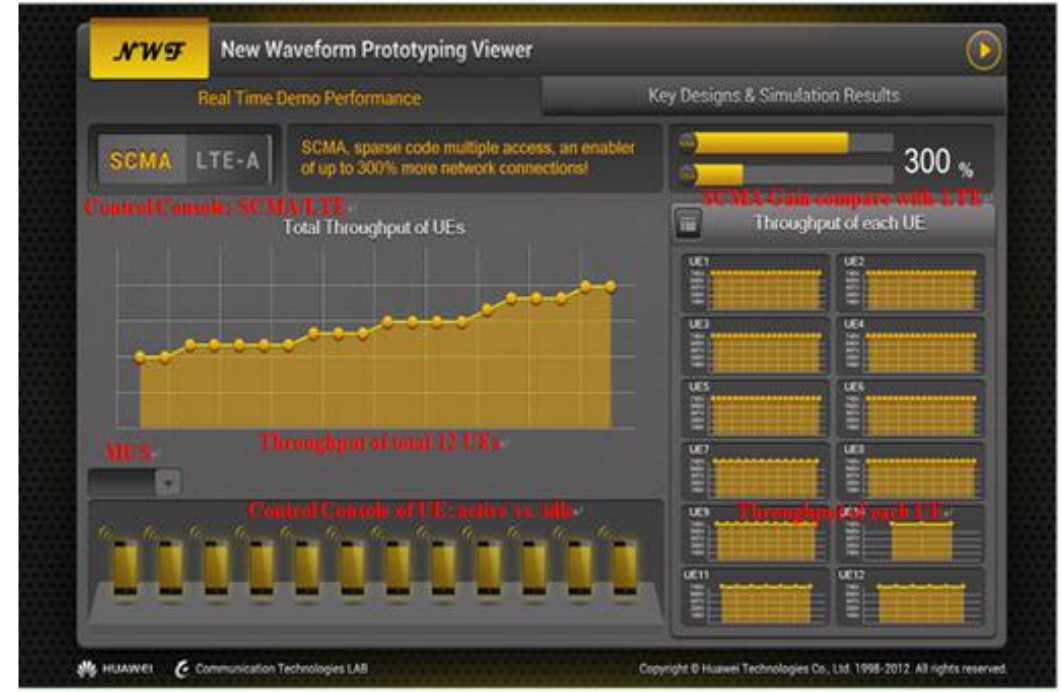 NWF
New Waveform Prototyping Viewer
Real Time Demo Performance
Key Designs & Simulation Results
SCMA LTE-A
SCMA, sparse code multiple access, an enabler
of up to 300% more network connections!
300 %
Control Console: SCMA/LTE
SCMA Gain compare with LTE
Total Throughput of UEs
Throughput of each UE
UE1
UE2
UE3
UE4
UE5
UE6
UE7
UE8
Throughput of total 12 UEs
MCS
Control Console of UE: active vs. idle
UE9
Throughput of each UE
UE11
UE12
HUAWEI
Communication Technologies LAB
Copyright © Huawei Technologies Co., Ltd. 1998-2012. All rights reserved.